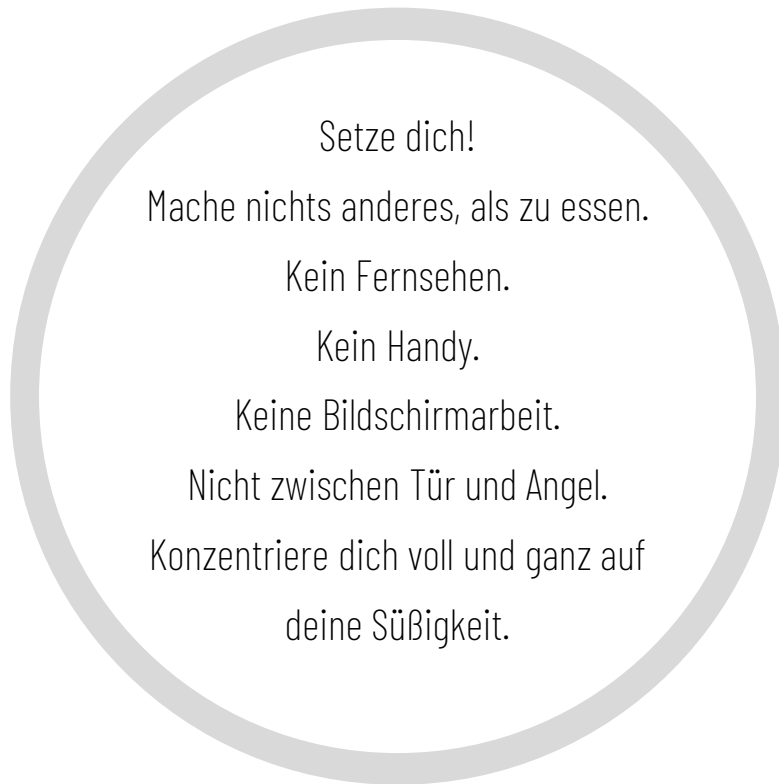 Setze dich!
Mache nichts anderes, als zu essen.
Kein Fernsehen.
Kein Handy.
Keine Bildschirmarbeit.
Nicht zwischen Tür und Angel.
Konzentriere dich voll und ganz auf
deine Süßigkeit.